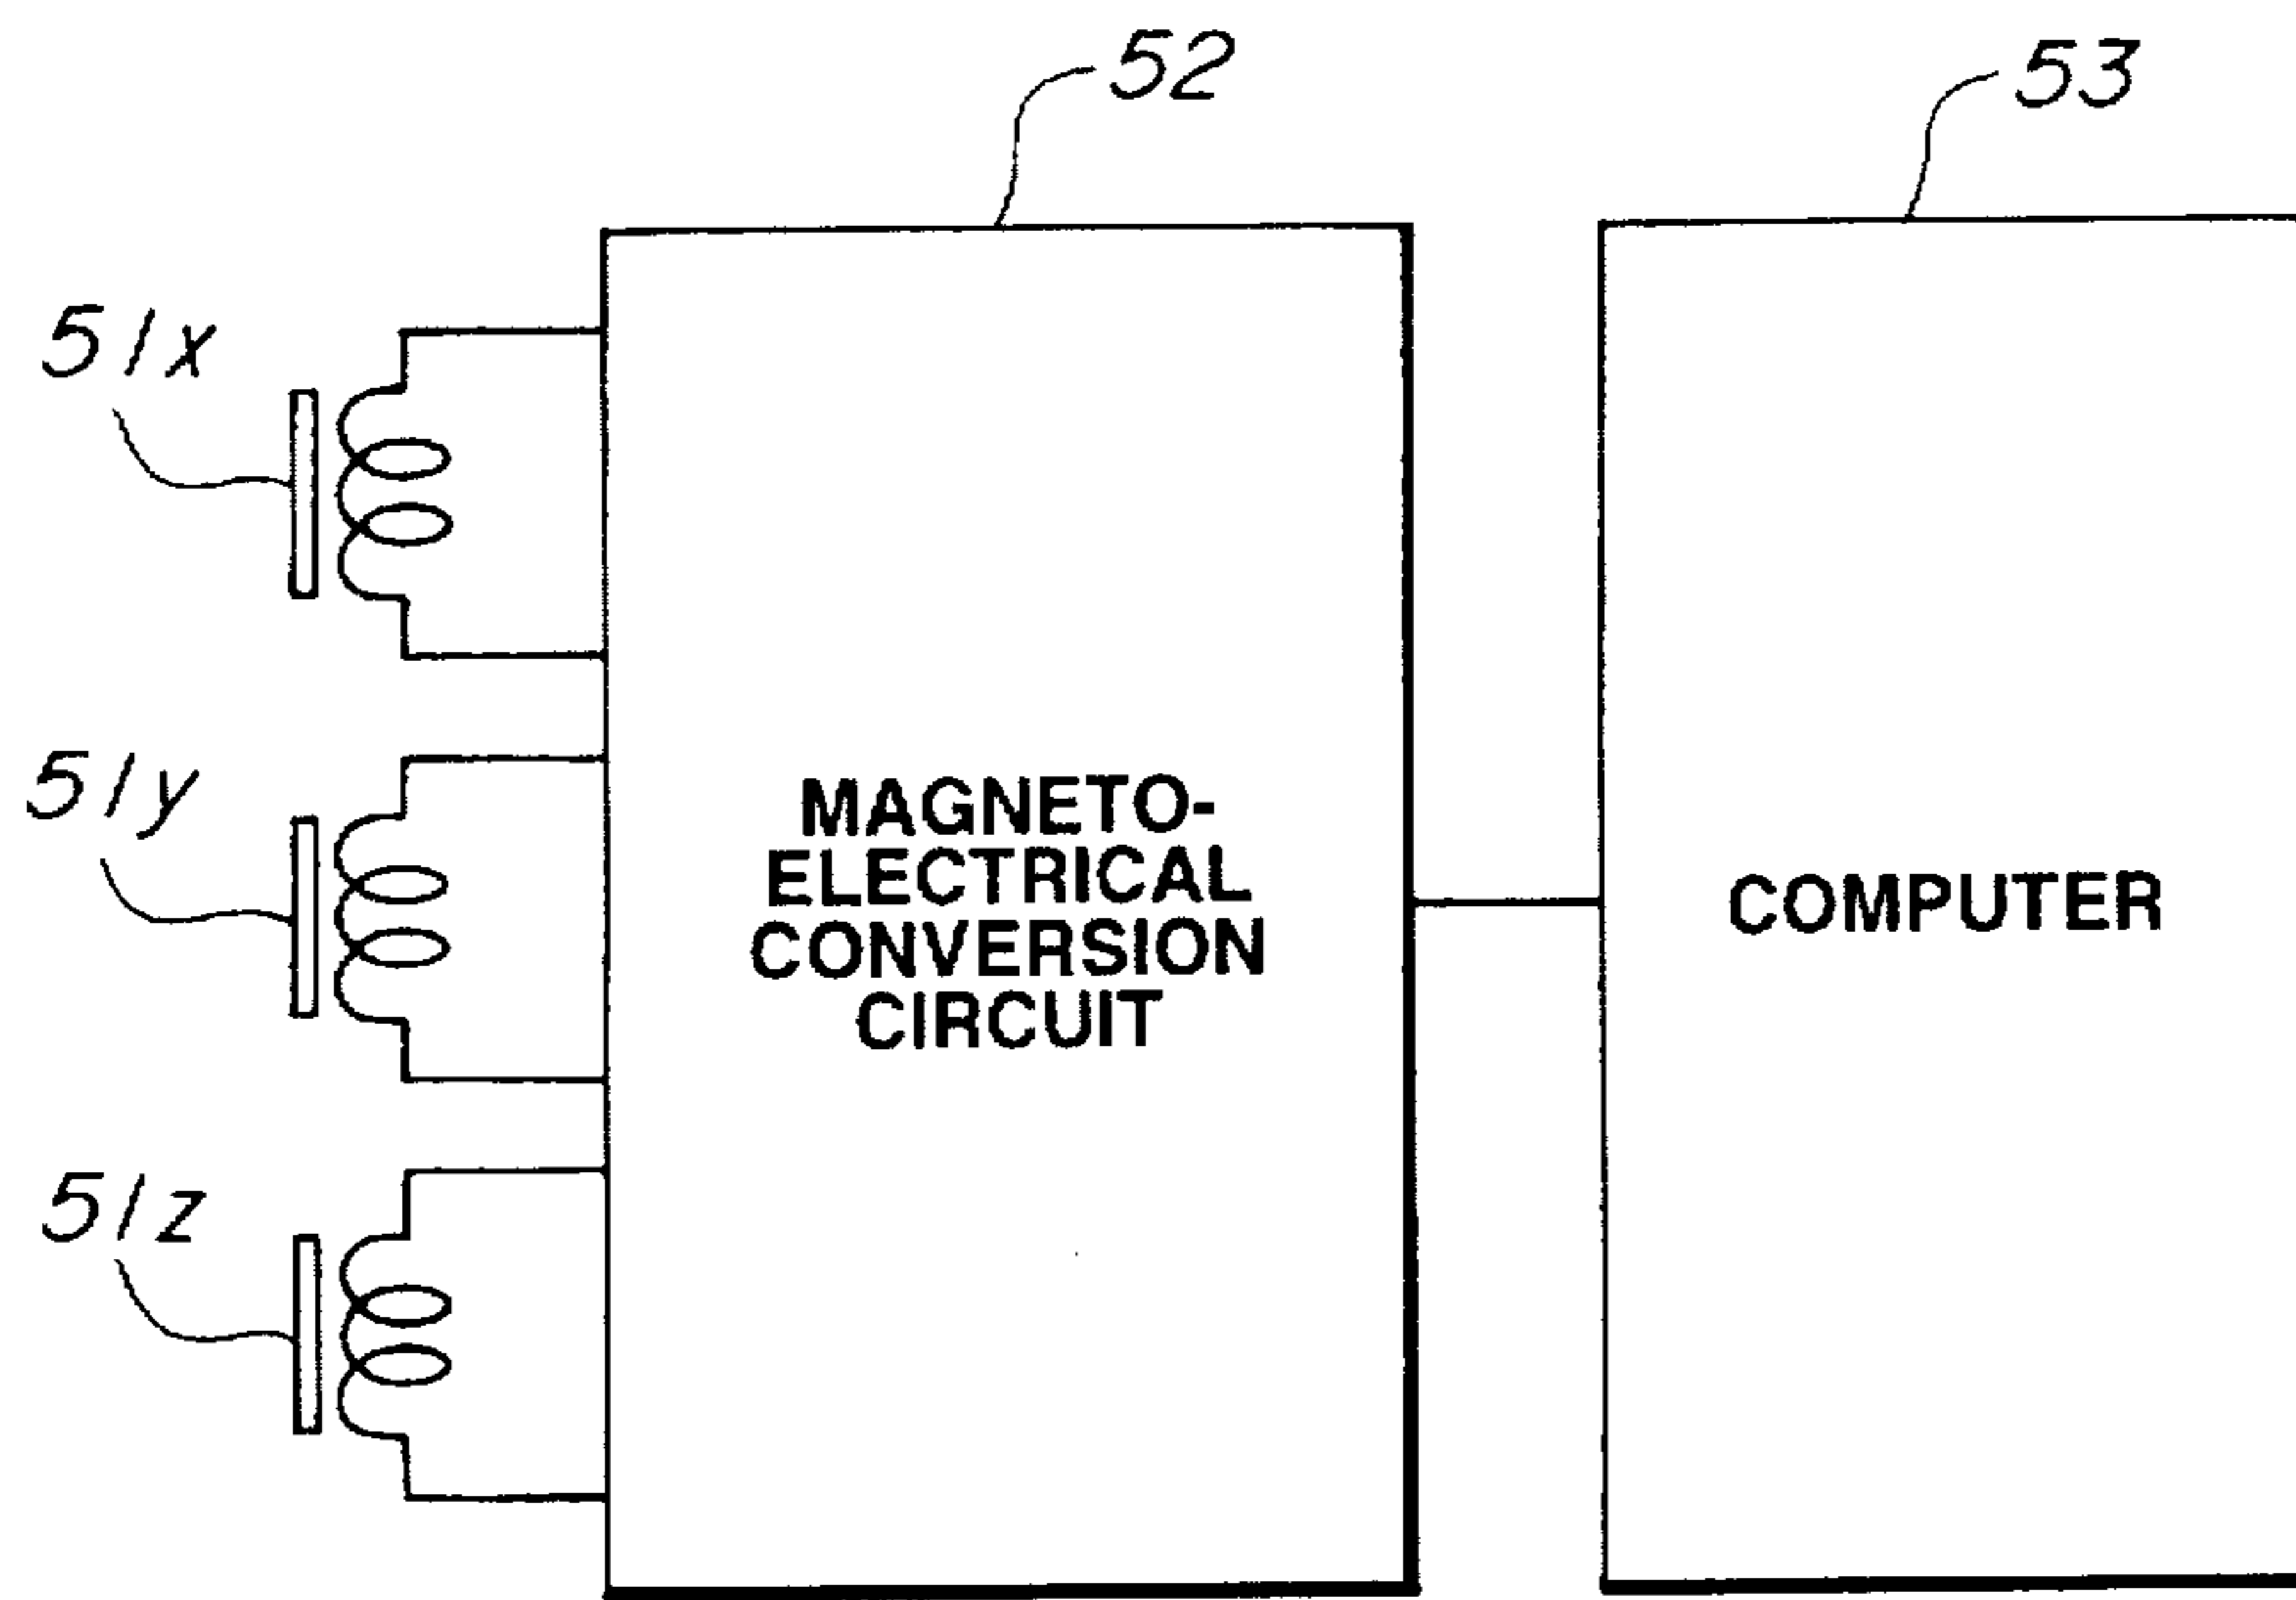 52
53
51x
51y
51z
MAGNETO-
ELECTRICAL
CONVERSION
CIRCUIT
COMPUTER